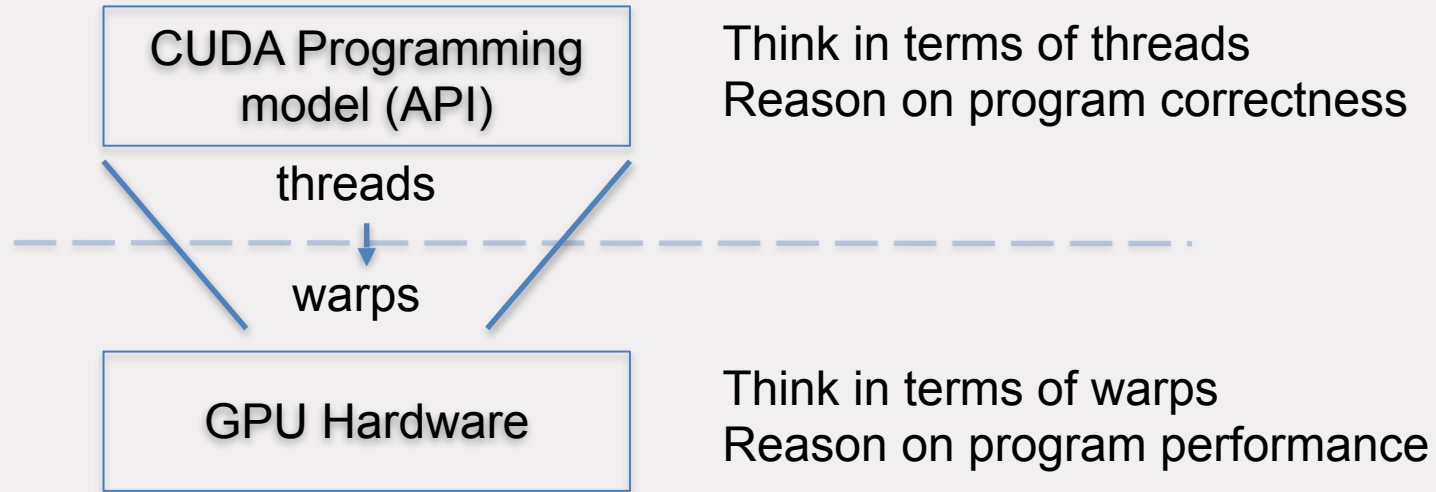 CUDA Programming
model (API)
Think in terms of threads
Reason on program correctness
threads
warps
GPU Hardware
Think in terms of warps
Reason on program performance